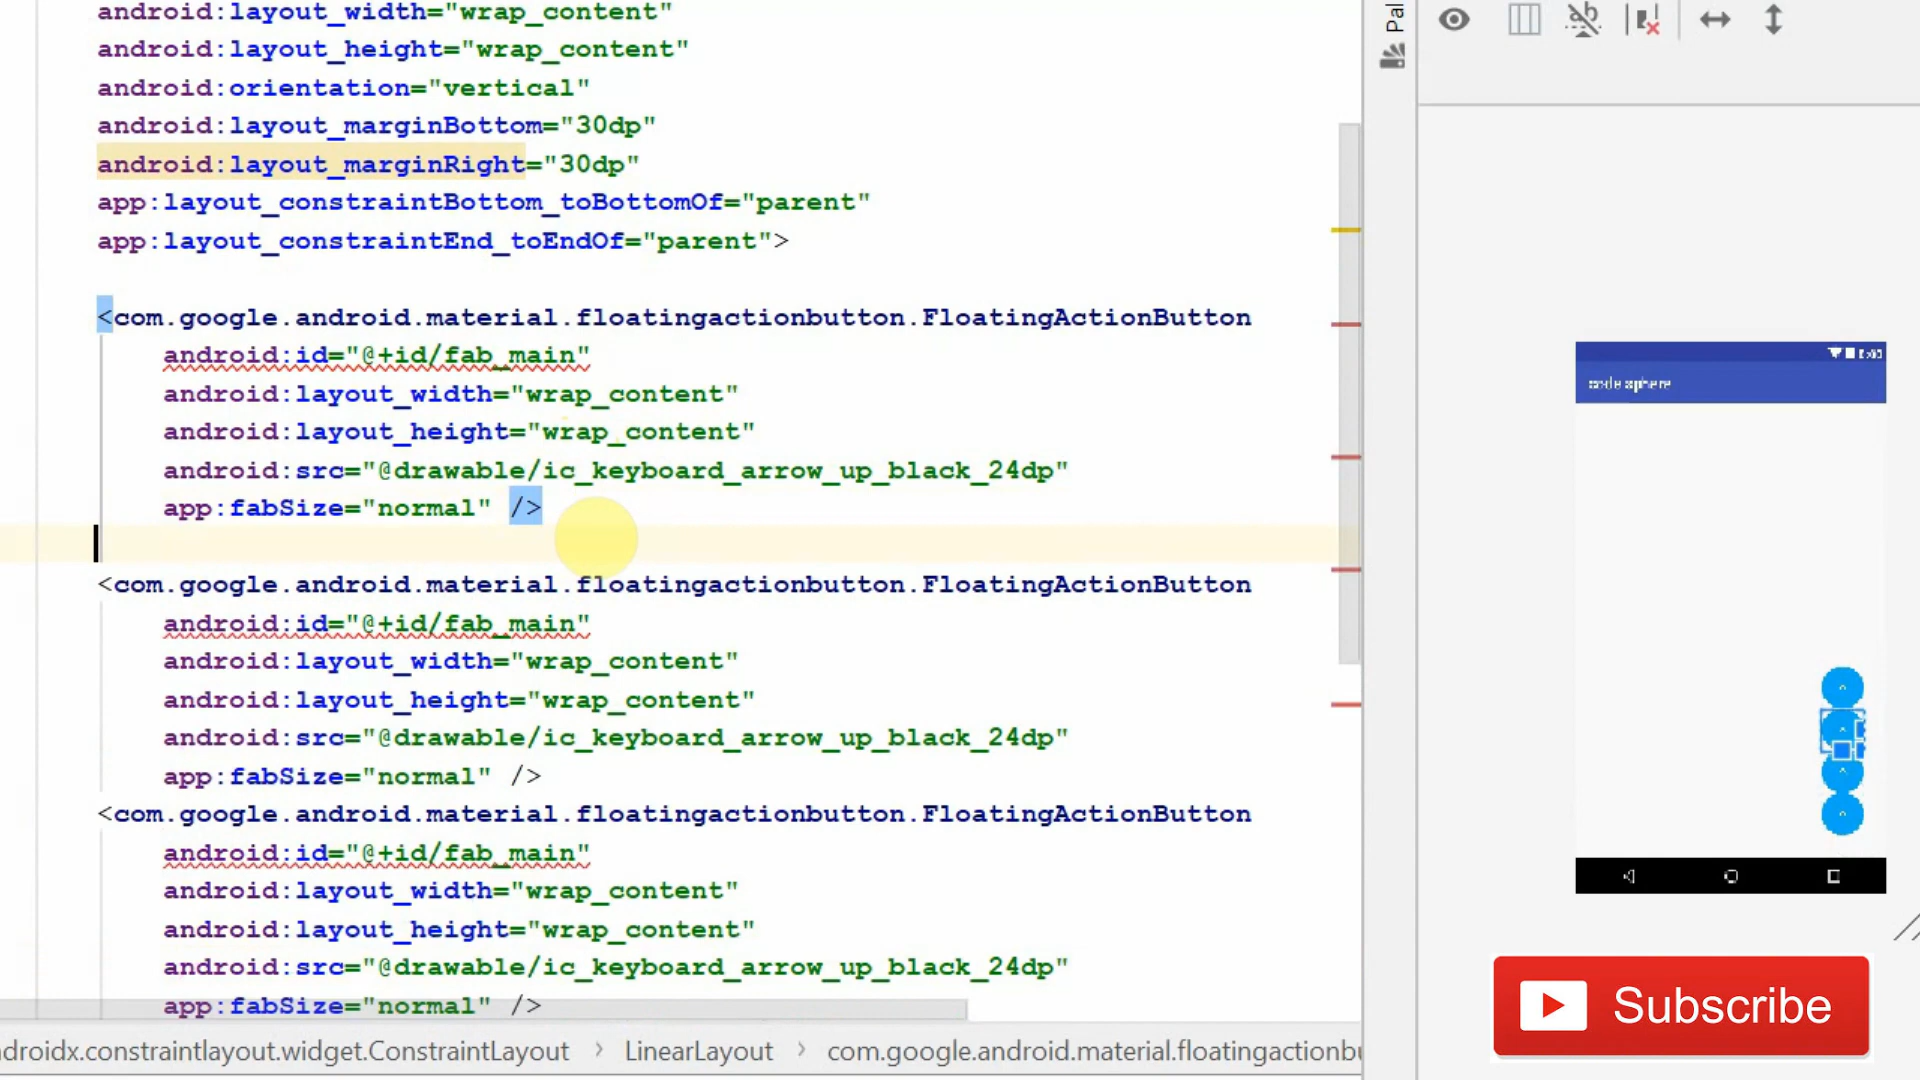 android:layout_width="wrap_content"
android:layout_height="wrap_content"
android:orientation="vertical"
android:layout_marginBottom="30dp"
android:layout_marginRight="30dp"
app:layout_constraintBottom_toBottomOf="parent"
app:layout_constraintEnd_toEndOf="parent">
<com.google.android.material.floatingactionbutton.FloatingActionButton
android:id="@+id/fab_main"
android:layout_width="wrap_content"
android:layout_height="wrap_content"
android:src="@drawable/ic_keyboard_arrow_up_black_24dp"
app:fabSize="normal" />
<com.google.android.material.floatingactionbutton.FloatingActionButton
android:id="@+id/fab_main"
android:layout_width="wrap_content"
android:layout_height="wrap_content"
android:src="@drawable/ic_keyboard_arrow_up_black_24dp"
app:fabSize="normal" />
<com.google.android.material.floatingactionbutton.FloatingActionButton
android:id="@+id/fab_main"
android:layout_width="wrap_content"
android:layout_height="wrap_content"
android:src="@drawable/ic_keyboard_arrow_up_black_24dp"
app:fabSize="normal" />
droidx.constraintlayout.widget.ConstraintLayout › LinearLayout › com.google.android.material.floatingactionbu
Pal
ab
code sphere
Subscribe